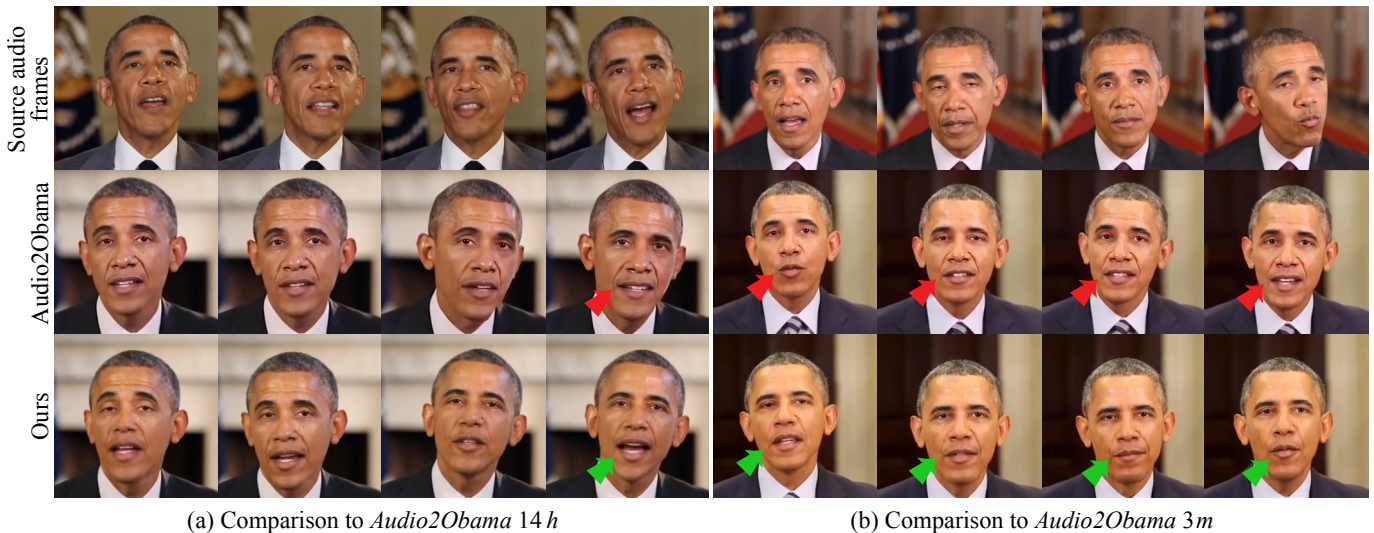 Source audio
frames
Audio2Obama
Ours
(a) Comparison to Audio2Obama 14 h
(b) Comparison to Audio2Obama 3m